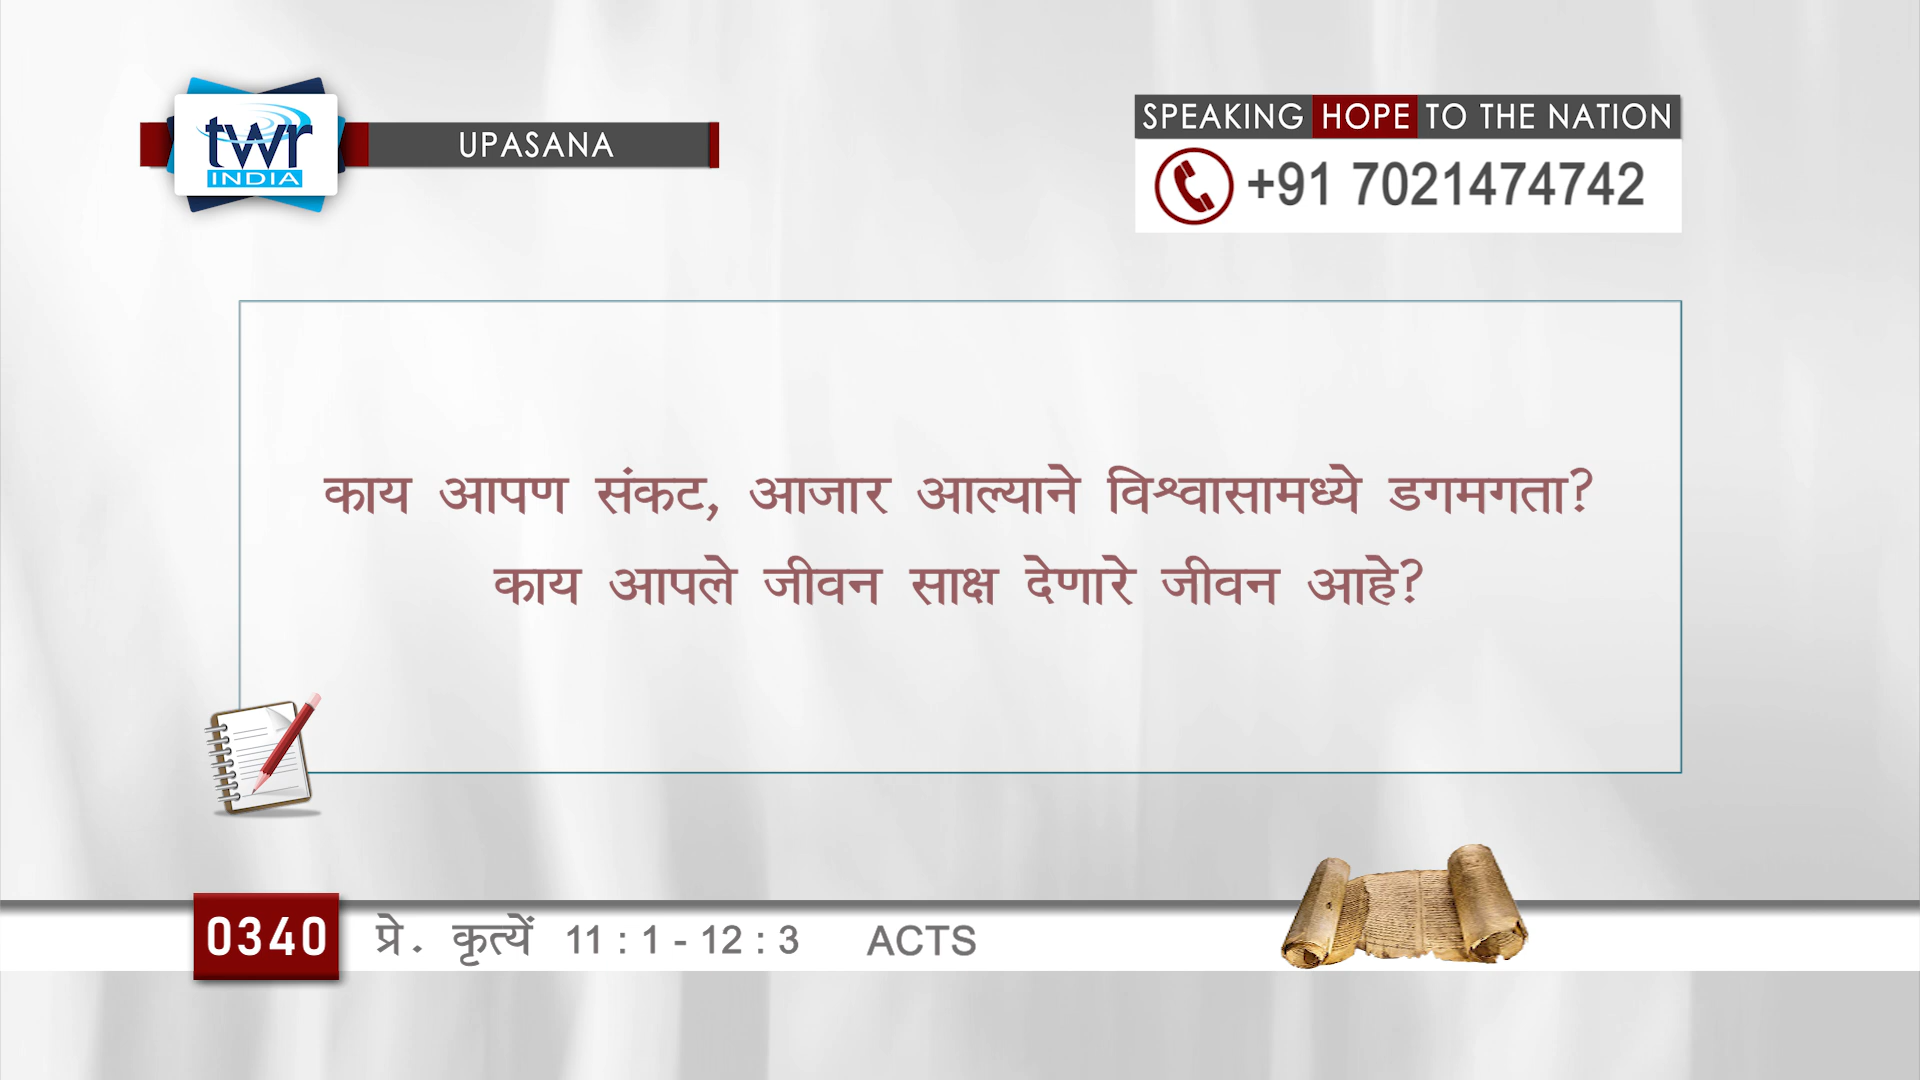 twr
INDIA
UPASANA
SPEAKING HOPE TO THE NATION
+91 7021474742
काय आपण संकट, आजार आल्याने विश्वासामध्ये डगमगता?
काय आपले जीवन साक्ष देणारे जीवन आहे?
0340 प्रे. कृत्यें 11 : 1 - 12 : 3 ACTS